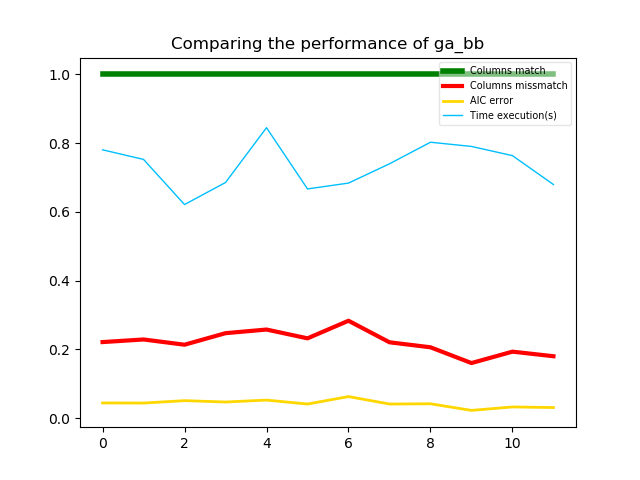 Comparing the performance of ga_bb
Columns match
Columns missmatch
AIC error
Time execution(s)
1.0
0.8
0.6
0.4
0.2
0.0
0 2 4 6 8 10